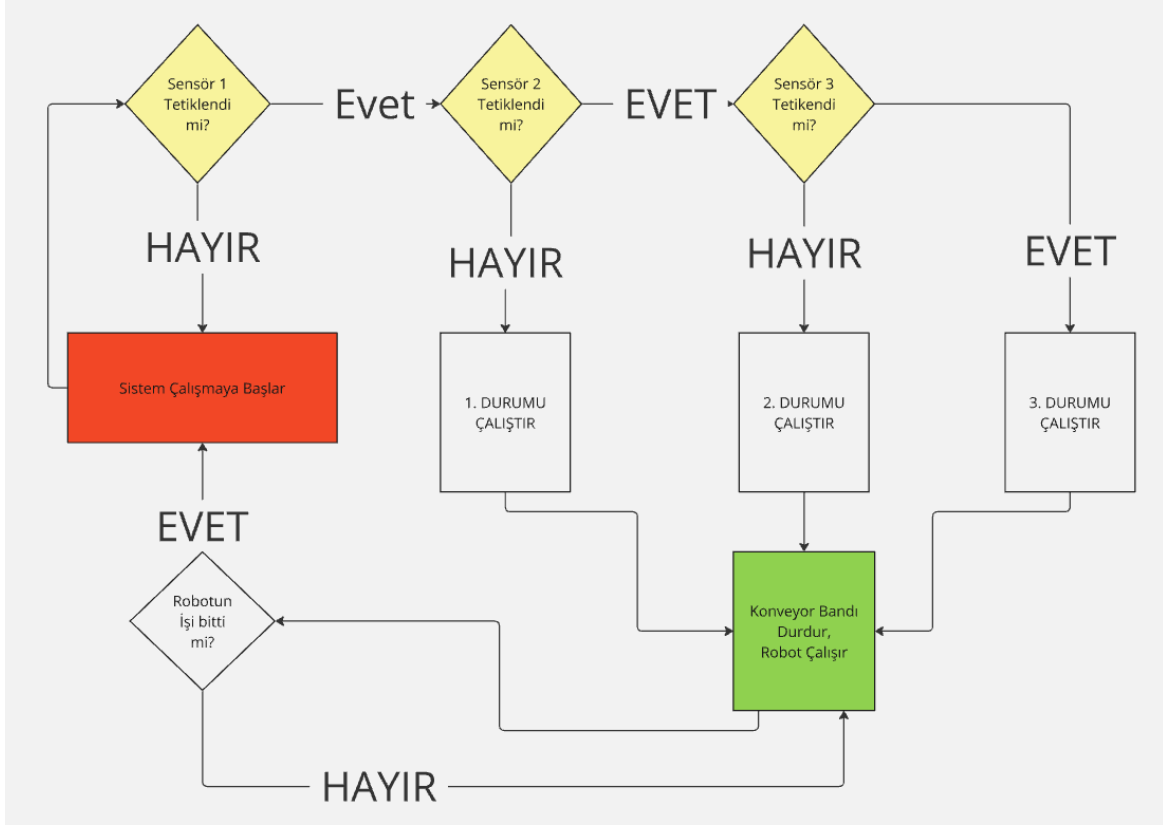 Sensör 1
Tetiklendi
mi?
Evet
Sensör 2
Tetiklendi
mi?
EVET
Sensör 3
Tetikendi
mi?
HAYIR
HAYIR
HAYIR
EVET
Sistem Çalışmaya Başlar
1. DURUMU
ÇALIŞTIR
2. DURUMU
ÇALIŞTIR
3. DURUMU
ÇALIŞTIR
EVET
Robotun
İşi bitti
mi?
Konveyor Bandı
Durdur,
Robot Çalışır
HAYIR